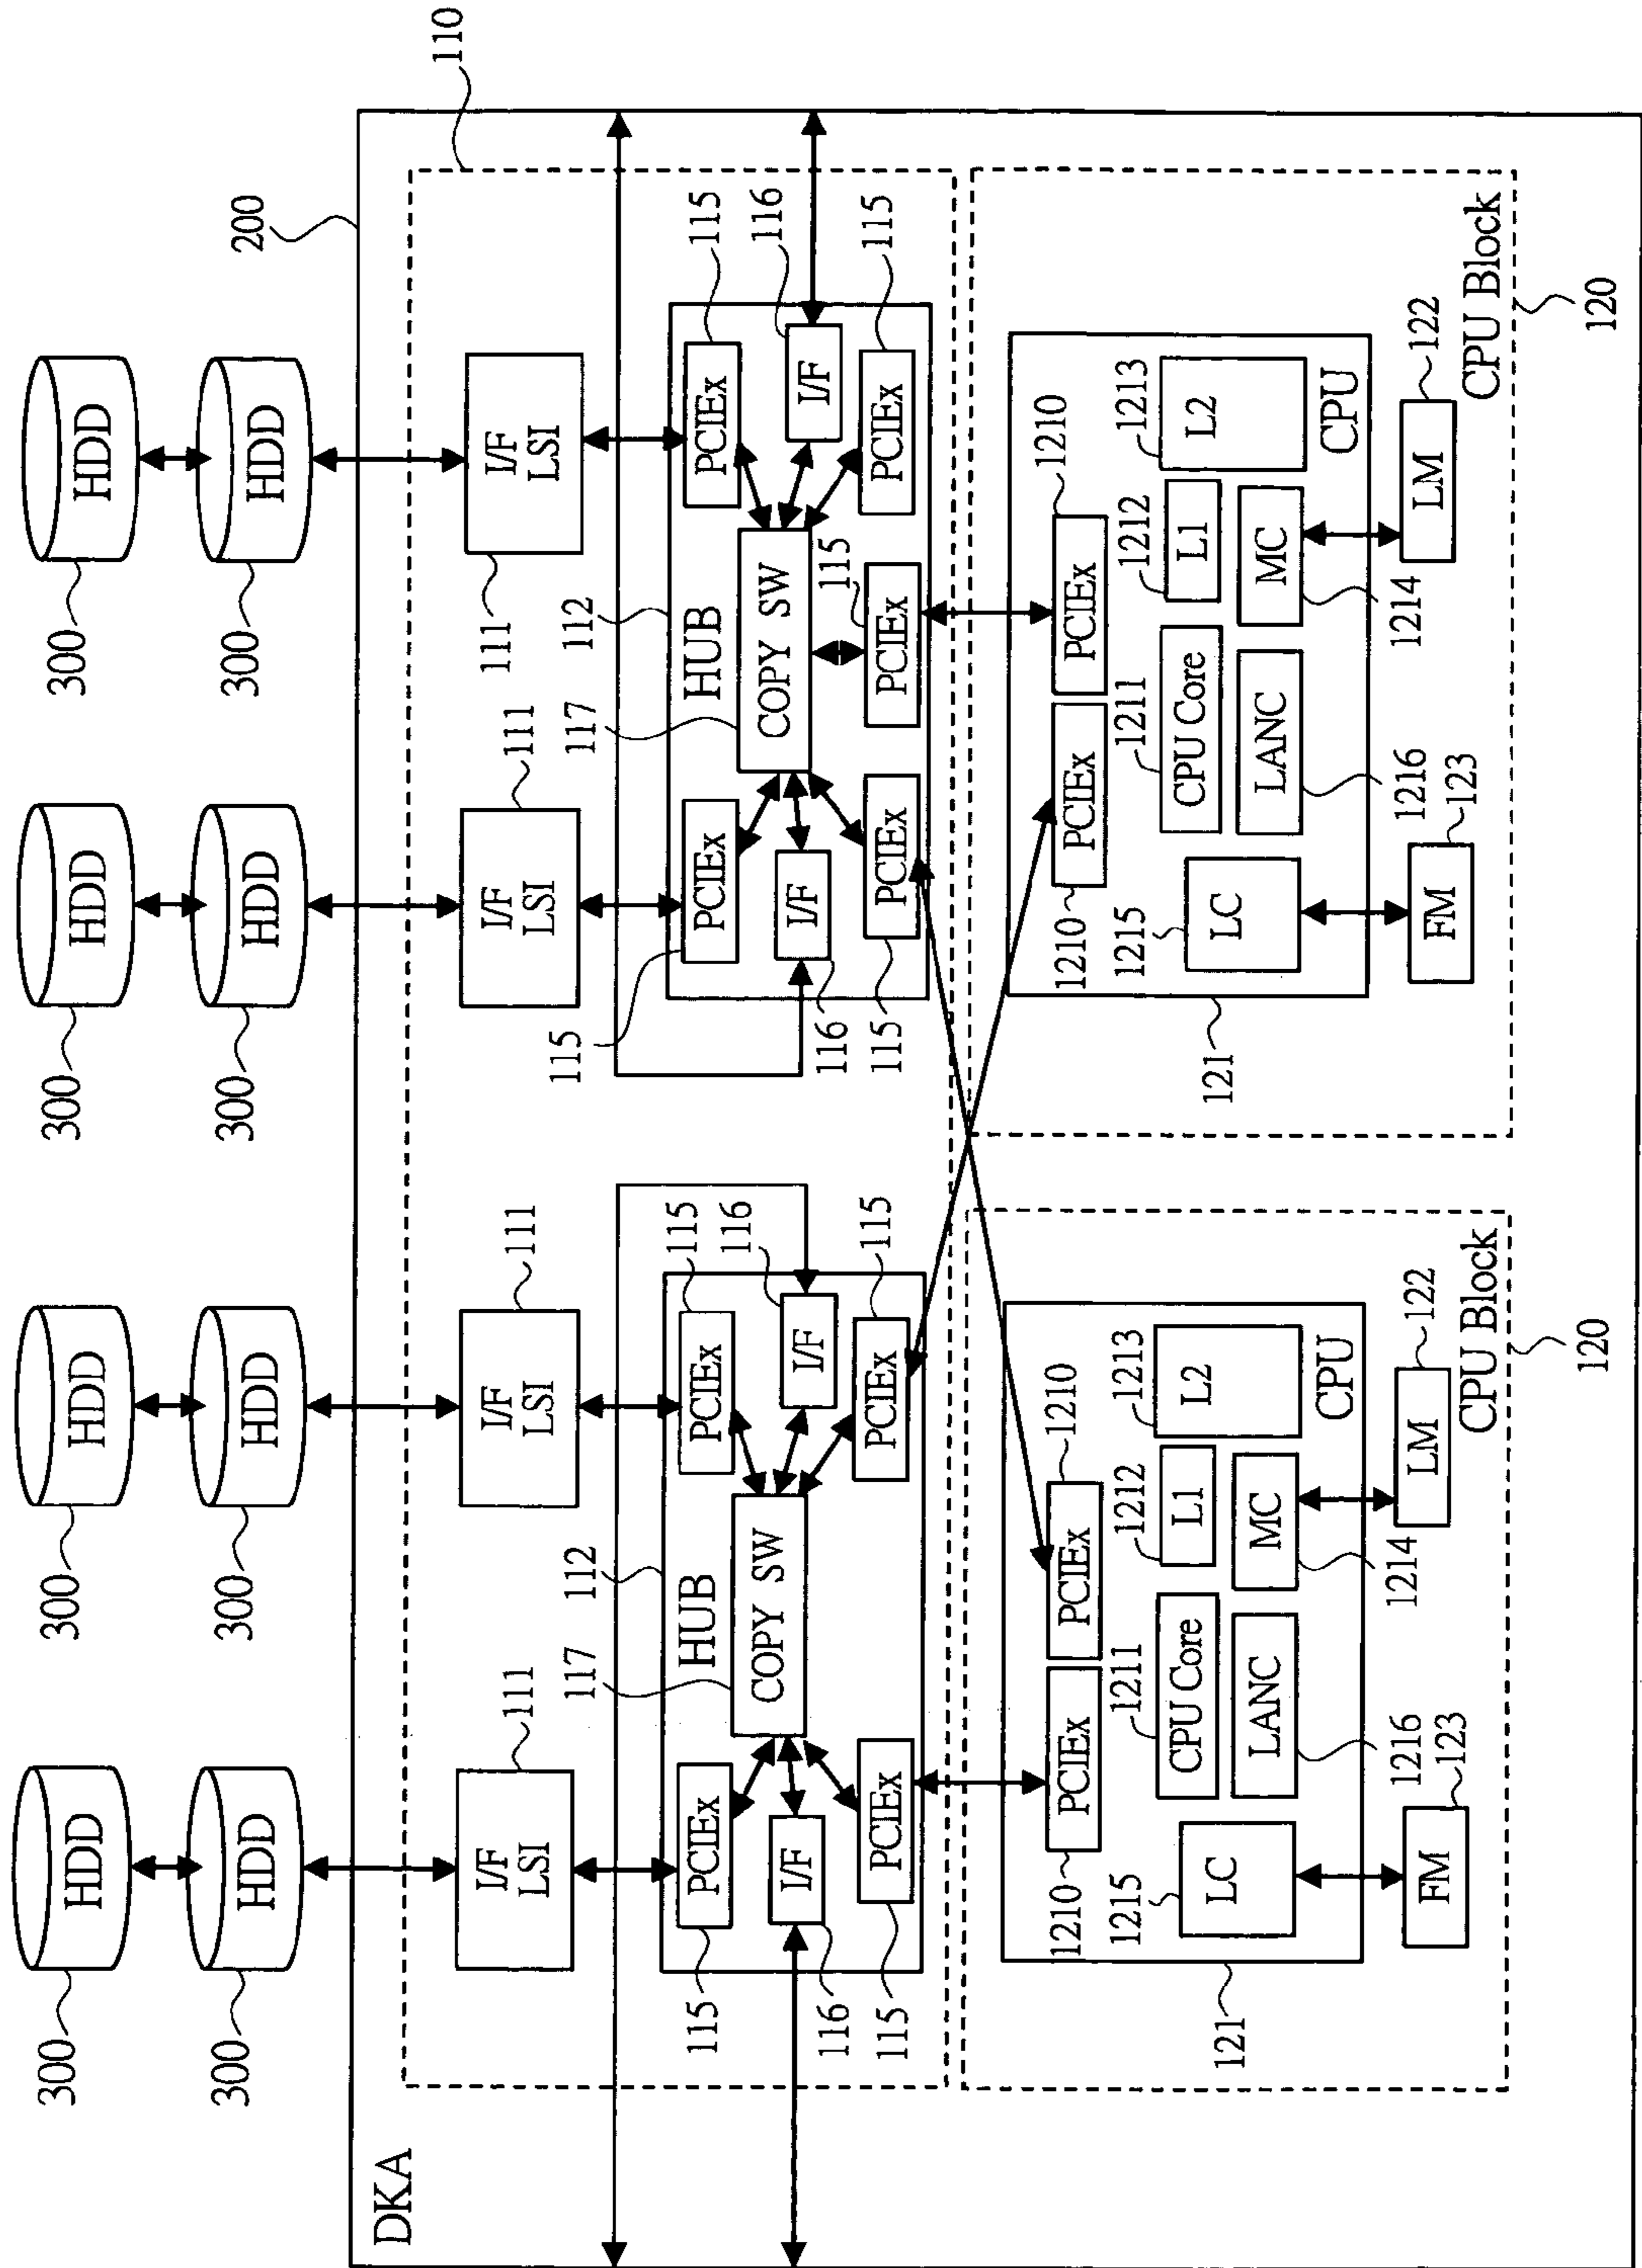 300
HDD
300
HDD
300
HDD
300
HDD
300
HDD
300
HDD
300
HDD
300
HDD
200
110
DKA
I/F
LSI
111
I/F
LSI
111
I/F
LSI
111
I/F
LSI
111
112
HUB
117
COPY SW
115
PCIEx
PCIEx
115
116
I/F
I/F
116
115
PCIEx
PCIEx
115
112
HUB
117
COPY SW
115
PCIEx
PCIEx
115
116
I/F
I/F
116
115
PCIEx
PCIEx
115
PCIEx
115
1210
PCIEx
PCIEx
1210
1211
CPU Core
1212
L1
1213
L2
1215
LC
LANC
1216
MC
1214
CPU
121
FM
123
LM
122
CPU Block
120
1210
PCIEx
PCIEx
1210
1211
CPU Core
1212
L1
1213
L2
1215
LC
LANC
1216
MC
1214
CPU
121
FM
123
LM
122
CPU Block
120